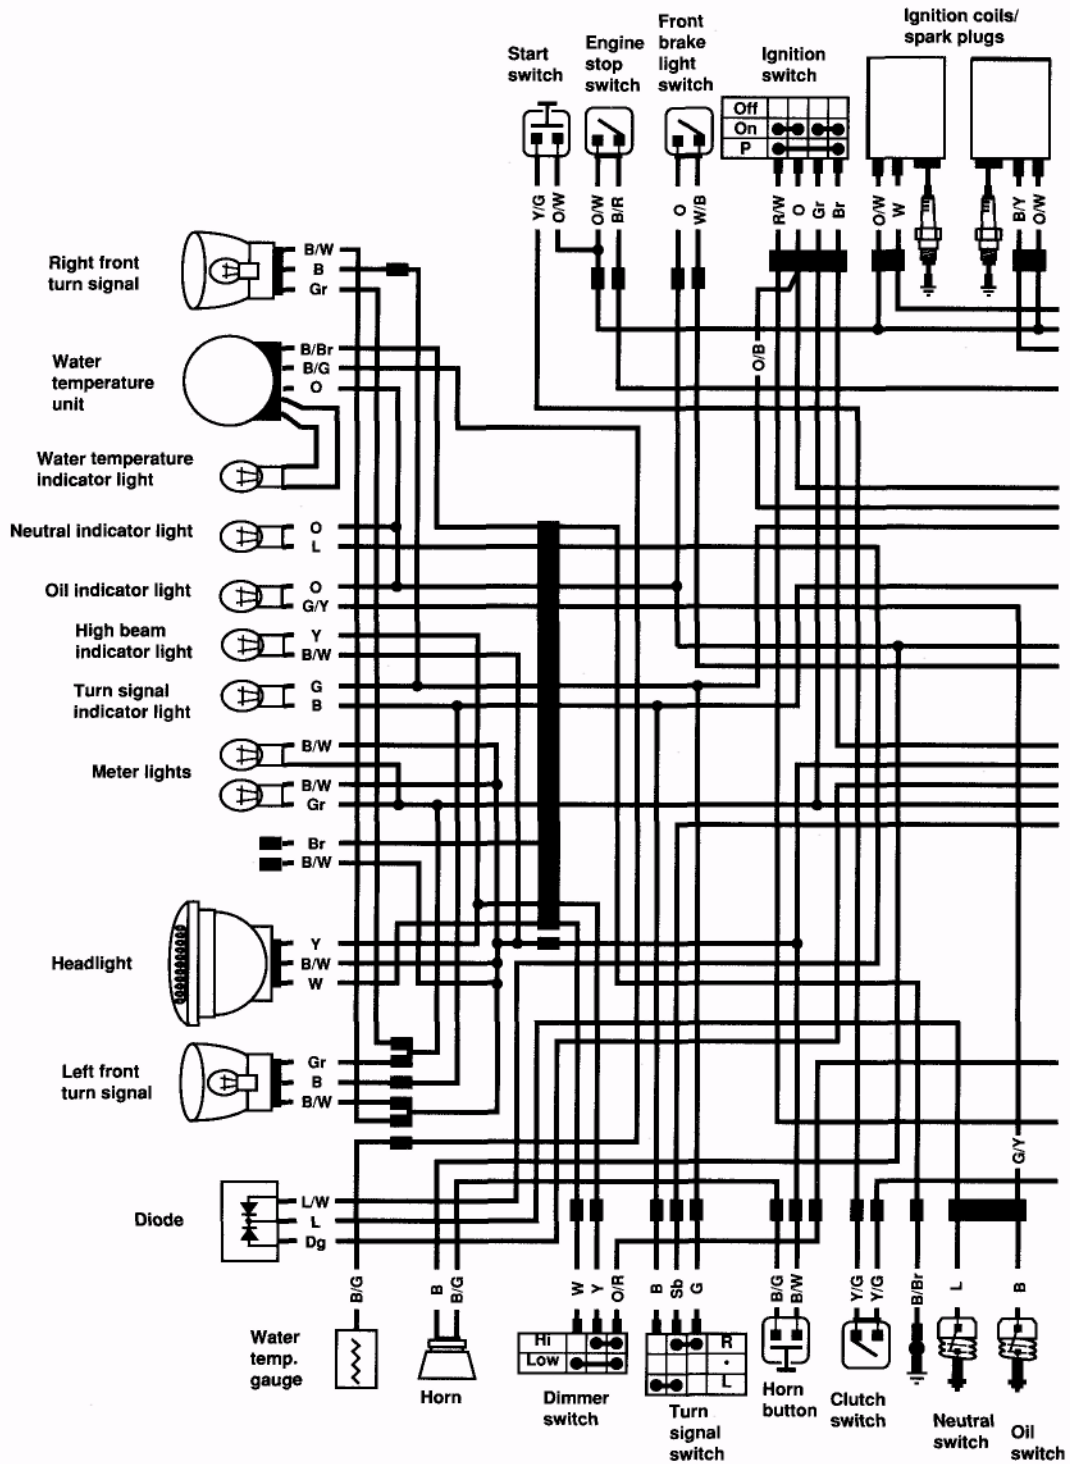 Ignition coils/
spark plugs
Front
brake
light
switch
Engine
stop
switch
Start
switch
Ignition
switch
Off
On
P
Y/G
O/W
O/W
B/R
O
W/B
R/W
O
Gr
Br
O/W
W
B/Y
O/W
Right front
turn signal
B/W
B
Gr
O/B
Water
temperature
unit
B/Br
B/G
O
Water temperature
indicator light
Neutral indicator light
O
L
Oil indicator light
O
G/Y
High beam
indicator light
Y
B/W
Turn signal
indicator light
G
B
Meter lights
B/W
B/W
Gr
Br
B/W
Headlight
Y
B/W
W
Left front
turn signal
Gr
B
B/W
G/Y
Diode
L/W
L
Dg
B/G
B
B/G
W
Y
O/R
B
Sb
G
B/G
B/W
Y/G
Y/G
B/Br
L
B
Water
temp.
gauge
Horn
Hi
Low
Dimmer
switch
R
L
Turn
signal
switch
Horn
button
Clutch
switch
Neutral
switch
Oil
switch